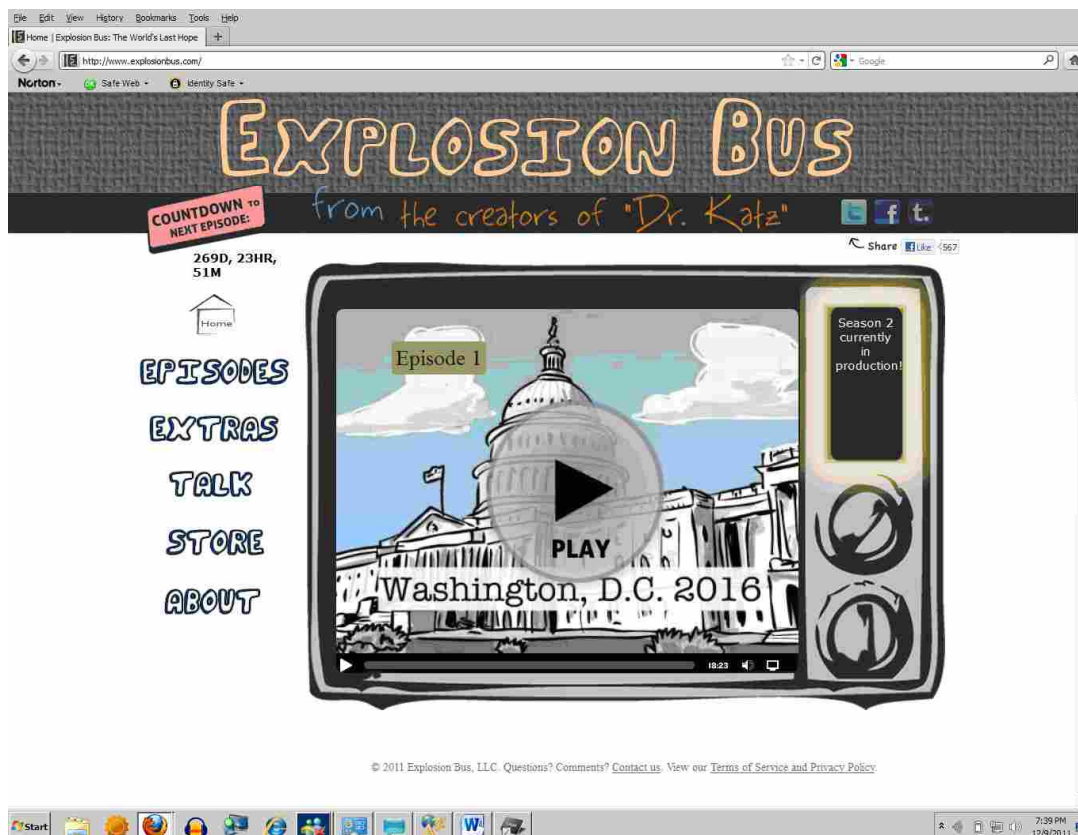 File Edit View History Bookmarks Tools Help
Home | Explosion Bus: The World's Last Hope +
http://www.explosionbus.com/ Google
Norton Safe Web Identity Safe
EXPLOSION BUS
COUNTDOWN TO
NEXT EPISODE:
from the creators of "Dr. Katz"
t.
Share Like 567
269D, 23HR,
51M
Home
EPISODES
EXTRAS
TALK
STORE
ABOUT
Episode 1
PLAY
Washington, D.C. 2016
18:23
Season 2
currently
in
production!
© 2011 Explosion Bus, LLC. Questions? Comments? Contact us. View our Terms of Service and Privacy Policy.
Start
7:39 PM
12/9/2011